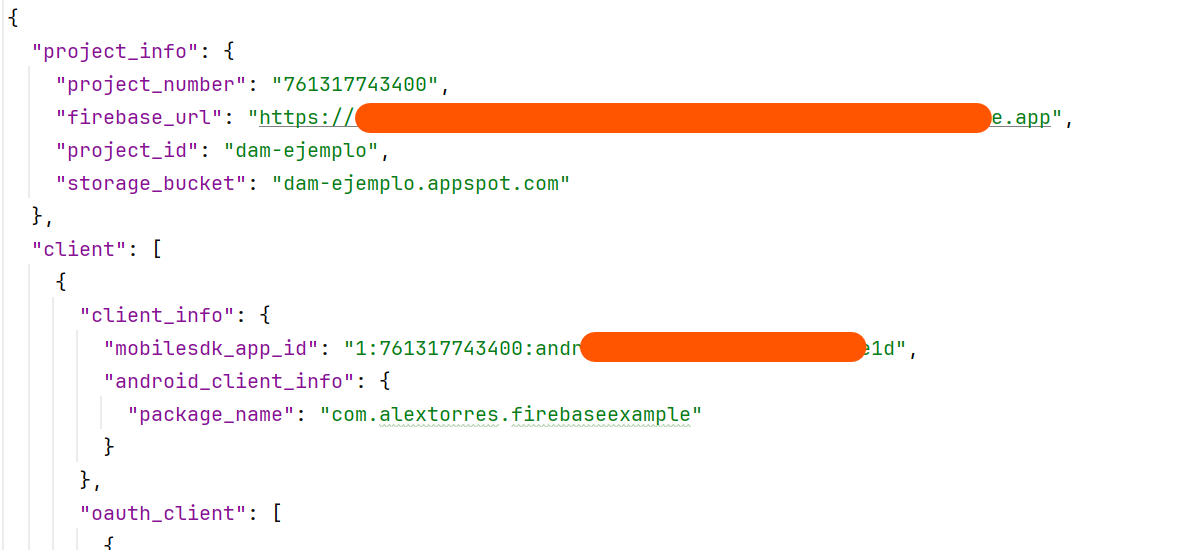 {
"project_info": {
"project_number": "761317743400",
"firebase_url": "https://e.app",
"project_id": "dam-ejemplo",
"storage_bucket": "dam-ejemplo.appspot.com"
},
"client": [
{
"client_info": {
"mobilesdk_app_id": "1:761317743400:andre1d",
"android_client_info": {
"package_name": "com.alextorres.firebaseexample"
}
},
"oauth_client": [
{